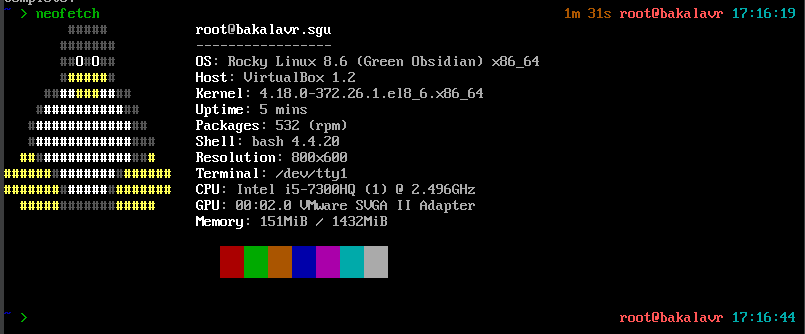 ~ > neofetch 1m 31s root@bakalavr 17:16:19
root@bakalavr.sgu
-----------------
OS: Rocky Linux 8.6 (Green Obsidian) x86_64
Host: VirtualBox 1.2
Kernel: 4.18.0-372.26.1.el8_6.x86_64
Uptime: 5 mins
Packages: 532 (rpm)
Shell: bash 4.4.20
Resolution: 800x600
Terminal: /dev/tty1
CPU: Intel i5-7300HQ (1) @ 2.496GHz
GPU: 00:02.0 VMware SVGA II Adapter
Memory: 151MiB / 1432MiB
~ > root@bakalavr 17:16:44